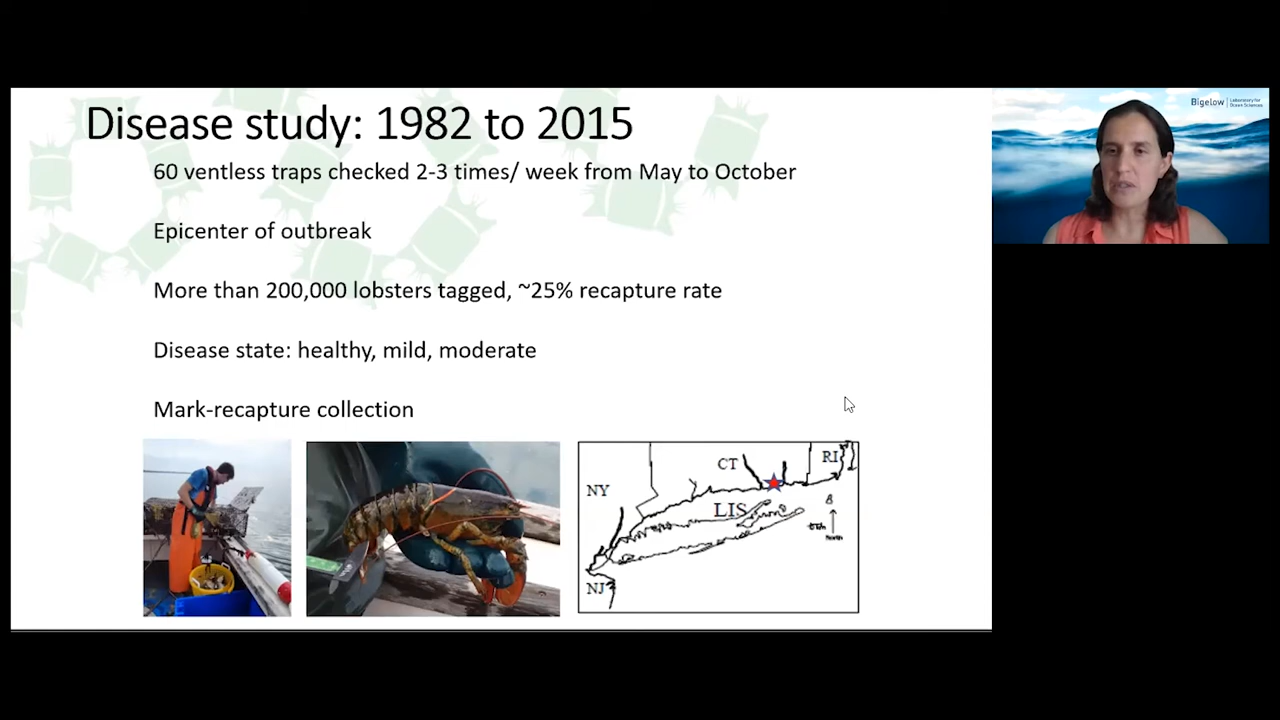 Disease study: 1982 to 2015
60 ventless traps checked 2-3 times/ week from May to October
Epicenter of outbreak
More than 200,000 lobsters tagged, ~25% recapture rate
Disease state: healthy, mild, moderate
Mark-recapture collection
CT
RI
NY
LIS
North
NJ
Bigelow | Laboratory for
Ocean Sciences